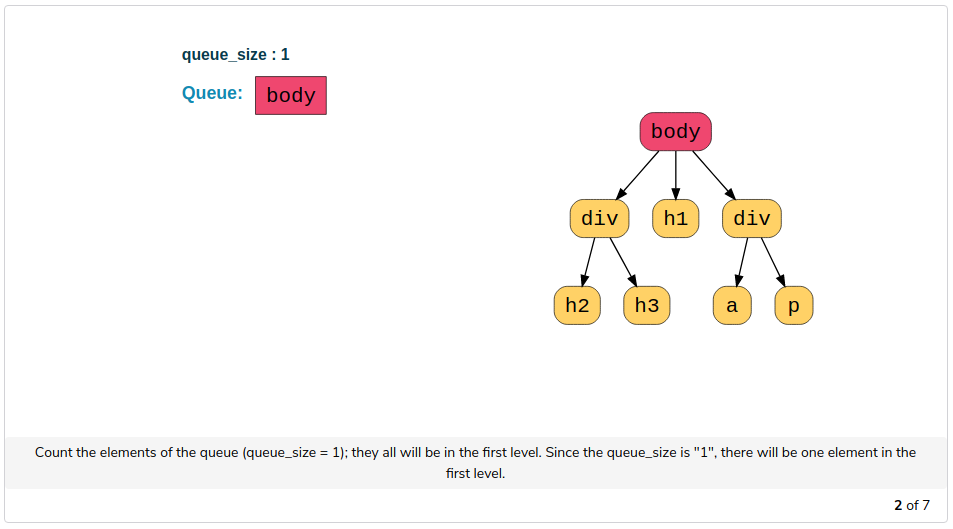 queue_size : 1
Queue: body
body
div h1 div
h2 h3 a p
Count the elements of the queue (queue_size = 1); they all will be in the first level. Since the queue_size is "1", there will be one element in the
first level.
2 of 7